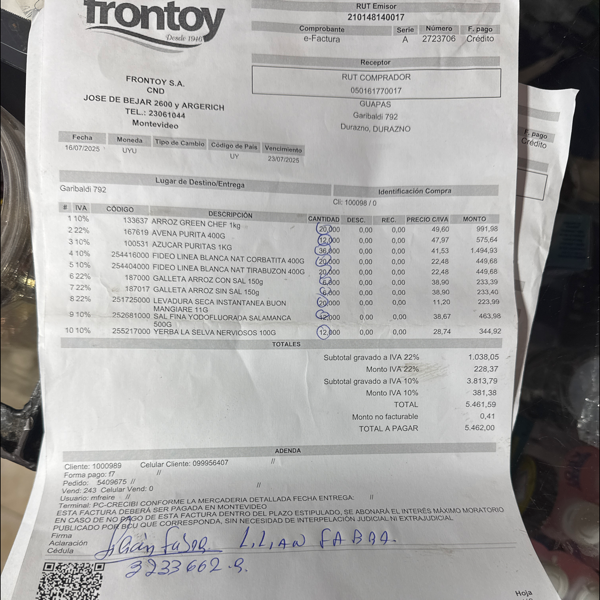 frontoy
Desde 1946
RUT Emisor
210148140017
Comprobante Serie Número F. pago
e-Factura A 2723706 Crédito
Receptor
RUT COMPRADOR
050161770017
GUAPAS
Garibaldi 792
Durazno, DURAZNO
FRONTOY S.A.
CND
JOSE DE BEJAR 2600 y ARGERICH
TEL.: 23061044
Montevideo
F. pago
Crédito
Fecha Moneda Tipo de Cambio Código de País Vencimiento
16/07/2025 UYU UY 23/07/2025
Lugar de Destino/Entrega Identificación Compra
Garibaldi 792 CI: 100098 / 0
# IVA CÓDIGO DESCRIPCIÓN CANTIDAD DESC. REC. PRECIO C/IVA MONTO
1 10% 133637 ARROZ GREEN CHEF 1kg 20,000 0,00 0,00 49,60 991,98
2 22% 167619 AVENA PURITA 400G 12,000 0,00 0,00 47,97 575,64
3 10% 100531 AZUCAR PURITAS 1KG 36,000 0,00 0,00 41,53 1.494,93
4 10% 254416000 FIDEO LINEA BLANCA NAT CORBATITA 400G 20,000 0,00 0,00 22,48 449,68
5 10% 254404000 FIDEO LINEA BLANCA NAT TIRABUZON 400G 20,000 0,00 0,00 22,48 449,68
6 22% 187000 GALLETA ARROZ CON SAL 150g 6,000 0,00 0,00 38,90 233,39
7 22% 187017 GALLETA ARROZ SIN SAL 150g 6,000 0,00 0,00 38,90 233,40
8 22% 251725000 LEVADURA SECA INSTANTANEA BUON 20,000 0,00 0,00 11,20 223,99
MANGIARE 11G
9 10% 252681000 SAL FINA YODOFLUORADA SALAMANCA 12,000 0,00 0,00 38,67 463,98
500G
10 10% 255217000 YERBA LA SELVA NERVIOSOS 100G 12,000 0,00 0,00 28,74 344,92
TOTALES
Subtotal gravado a IVA 22% 1.038,05
Monto IVA 22% 228,37
Subtotal gravado a IVA 10% 3.813,79
Monto IVA 10% 381,38
TOTAL 5.461,59
Monto no facturable 0,41
TOTAL A PAGAR 5.462,00
ADENDA
Cliente: 1000989 Celular Cliente: 099956407 //
Forma pago: f7
Pedido: 5409675 //
Vend: 243 Celular Vend: 0
Usuario: mfreire // //
Terminal: PC-CRECIBI CONFORME LA MERCADERIA DETALLADA FECHA ENTREGA: //
ESTA FACTURA DEBERÁ SER PAGADA EN MONTEVIDEO
EN CASO DE NO PAGO DE ESTA FACTURA DENTRO DEL PLAZO ESTIPULADO, SE ABONARÁ EL INTERÉS MÁXIMO MORATORIO
PUBLICADO POR BCU QUE CORRESPONDA, SIN NECESIDAD DE INTERPELACIÓN JUDICIAL NI EXTRAJUDICIAL
Firma
Aclaración Lilián Fabra LILIAN FABRA.
Cédula 3233662.9.
Hoja